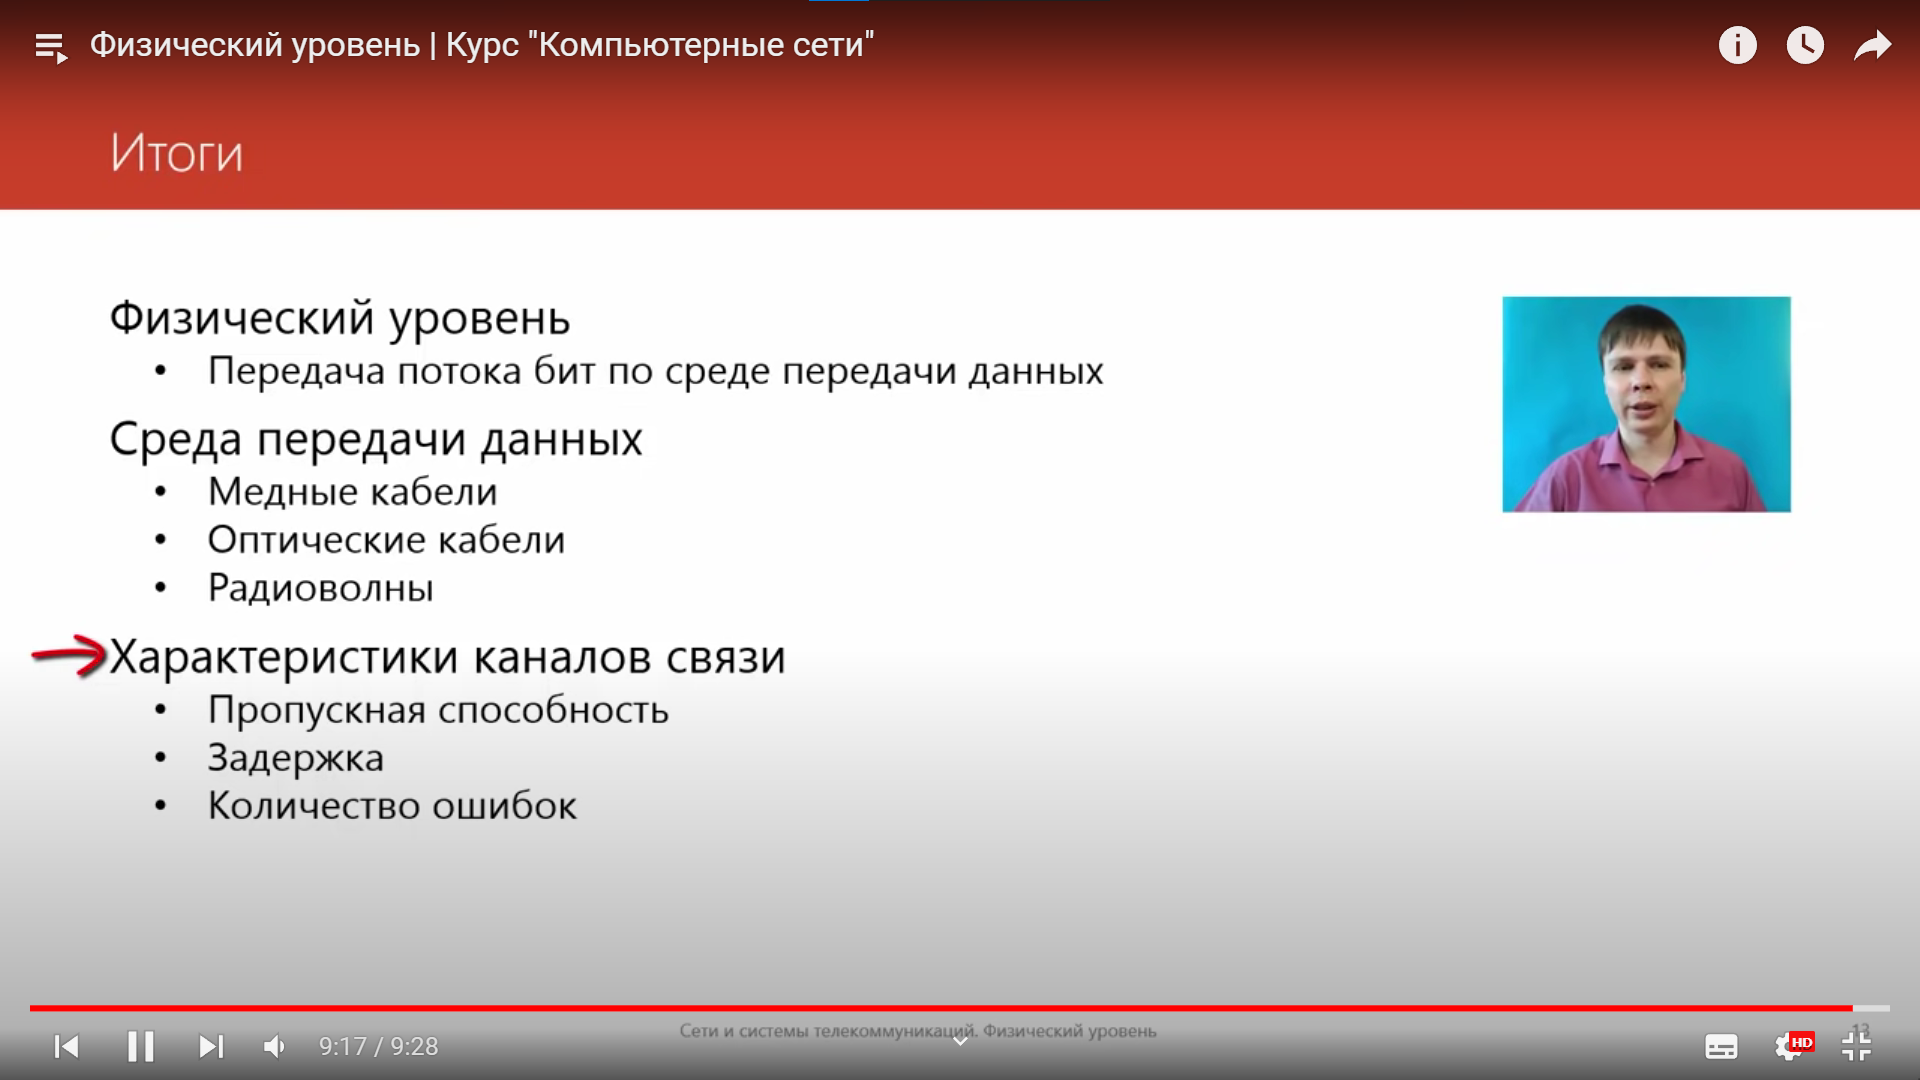 Физический уровень | Курс "Компьютерные сети"
Итоги
Физический уровень
• Передача потока бит по среде передачи данных
Среда передачи данных
• Медные кабели
• Оптические кабели
• Радиоволны
Характеристики каналов связи
• Пропускная способность
• Задержка
• Количество ошибок
Сети и системы телекоммуникаций. Физический уровень
13
9:17 / 9:28
HD